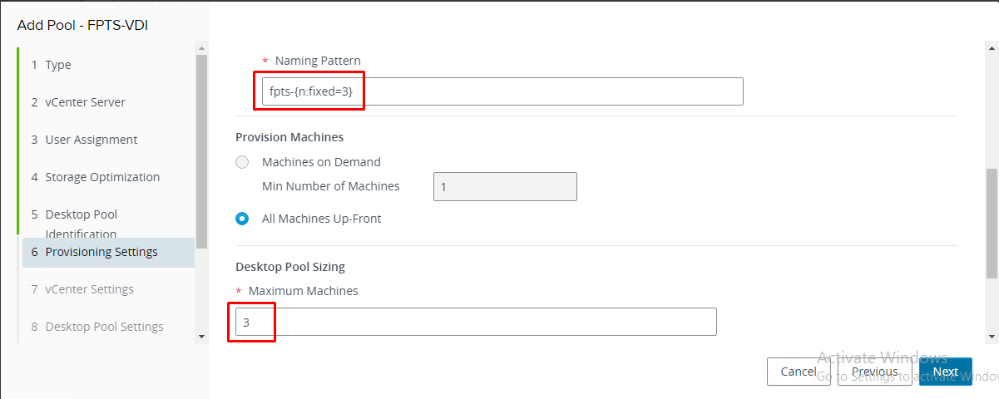 Add Pool - FPTS-VDI
1 Type
2 vCenter Server
3 User Assignment
4 Storage Optimization
5 Desktop Pool
Identification
6 Provisioning Settings
7 vCenter Settings
8 Desktop Pool Settings
* Naming Pattern
fpts-{n:fixed=3}
Provision Machines
Machines on Demand
Min Number of Machines 1
All Machines Up-Front
Desktop Pool Sizing
* Maximum Machines
3
Activate Windows
Go to Settings to activate Windov
Cancel Previous Next